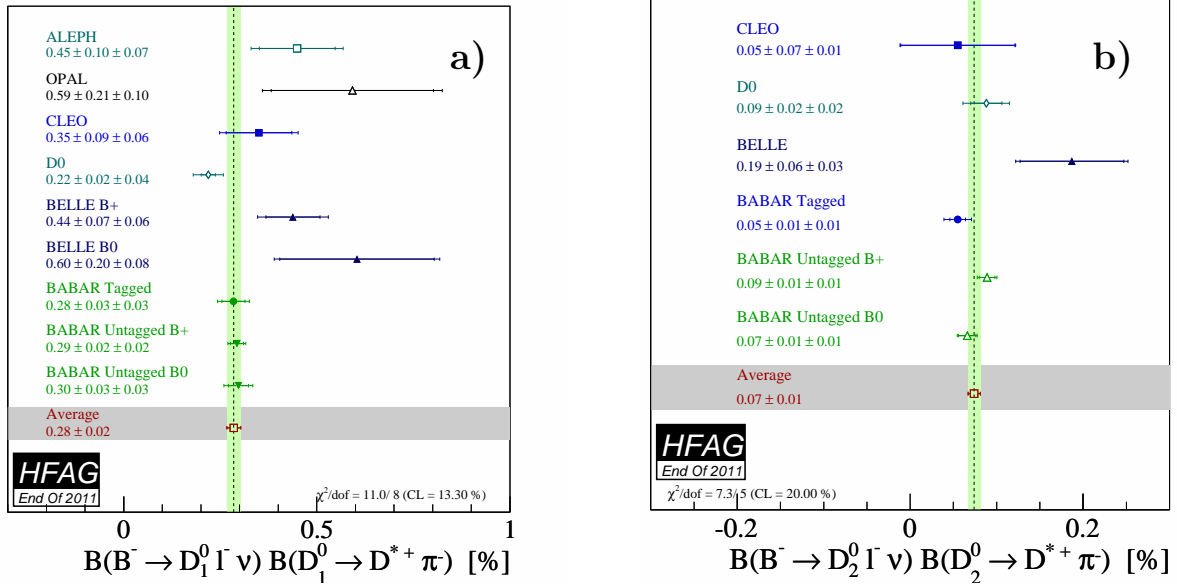 a)
ALEPH
0.45 ± 0.10 ± 0.07
OPAL
0.59 ± 0.21 ± 0.10
CLEO
0.35 ± 0.09 ± 0.06
D0
0.22 ± 0.02 ± 0.04
BELLE B+
0.44 ± 0.07 ± 0.06
BELLE B0
0.60 ± 0.20 ± 0.08
BABAR Tagged
0.28 ± 0.03 ± 0.03
BABAR Untagged B+
0.29 ± 0.02 ± 0.02
BABAR Untagged B0
0.30 ± 0.03 ± 0.03
Average
0.28 ± 0.02
HFAG
End Of 2011
χ²/dof = 11.0/ 8 (CL = 13.30 %)
0 0.5 1
B(B⁻ → D₁⁰ l⁻ ν) B(D₁⁰ → D*⁺ π⁻) [%]
b)
CLEO
0.05 ± 0.07 ± 0.01
D0
0.09 ± 0.02 ± 0.02
BELLE
0.19 ± 0.06 ± 0.03
BABAR Tagged
0.05 ± 0.01 ± 0.01
BABAR Untagged B+
0.09 ± 0.01 ± 0.01
BABAR Untagged B0
0.07 ± 0.01 ± 0.01
Average
0.07 ± 0.01
HFAG
End Of 2011
χ²/dof = 7.3/ 5 (CL = 20.00 %)
-0.2 0 0.2
B(B⁻ → D₂⁰ l⁻ ν) B(D₂⁰ → D*⁺ π⁻) [%]